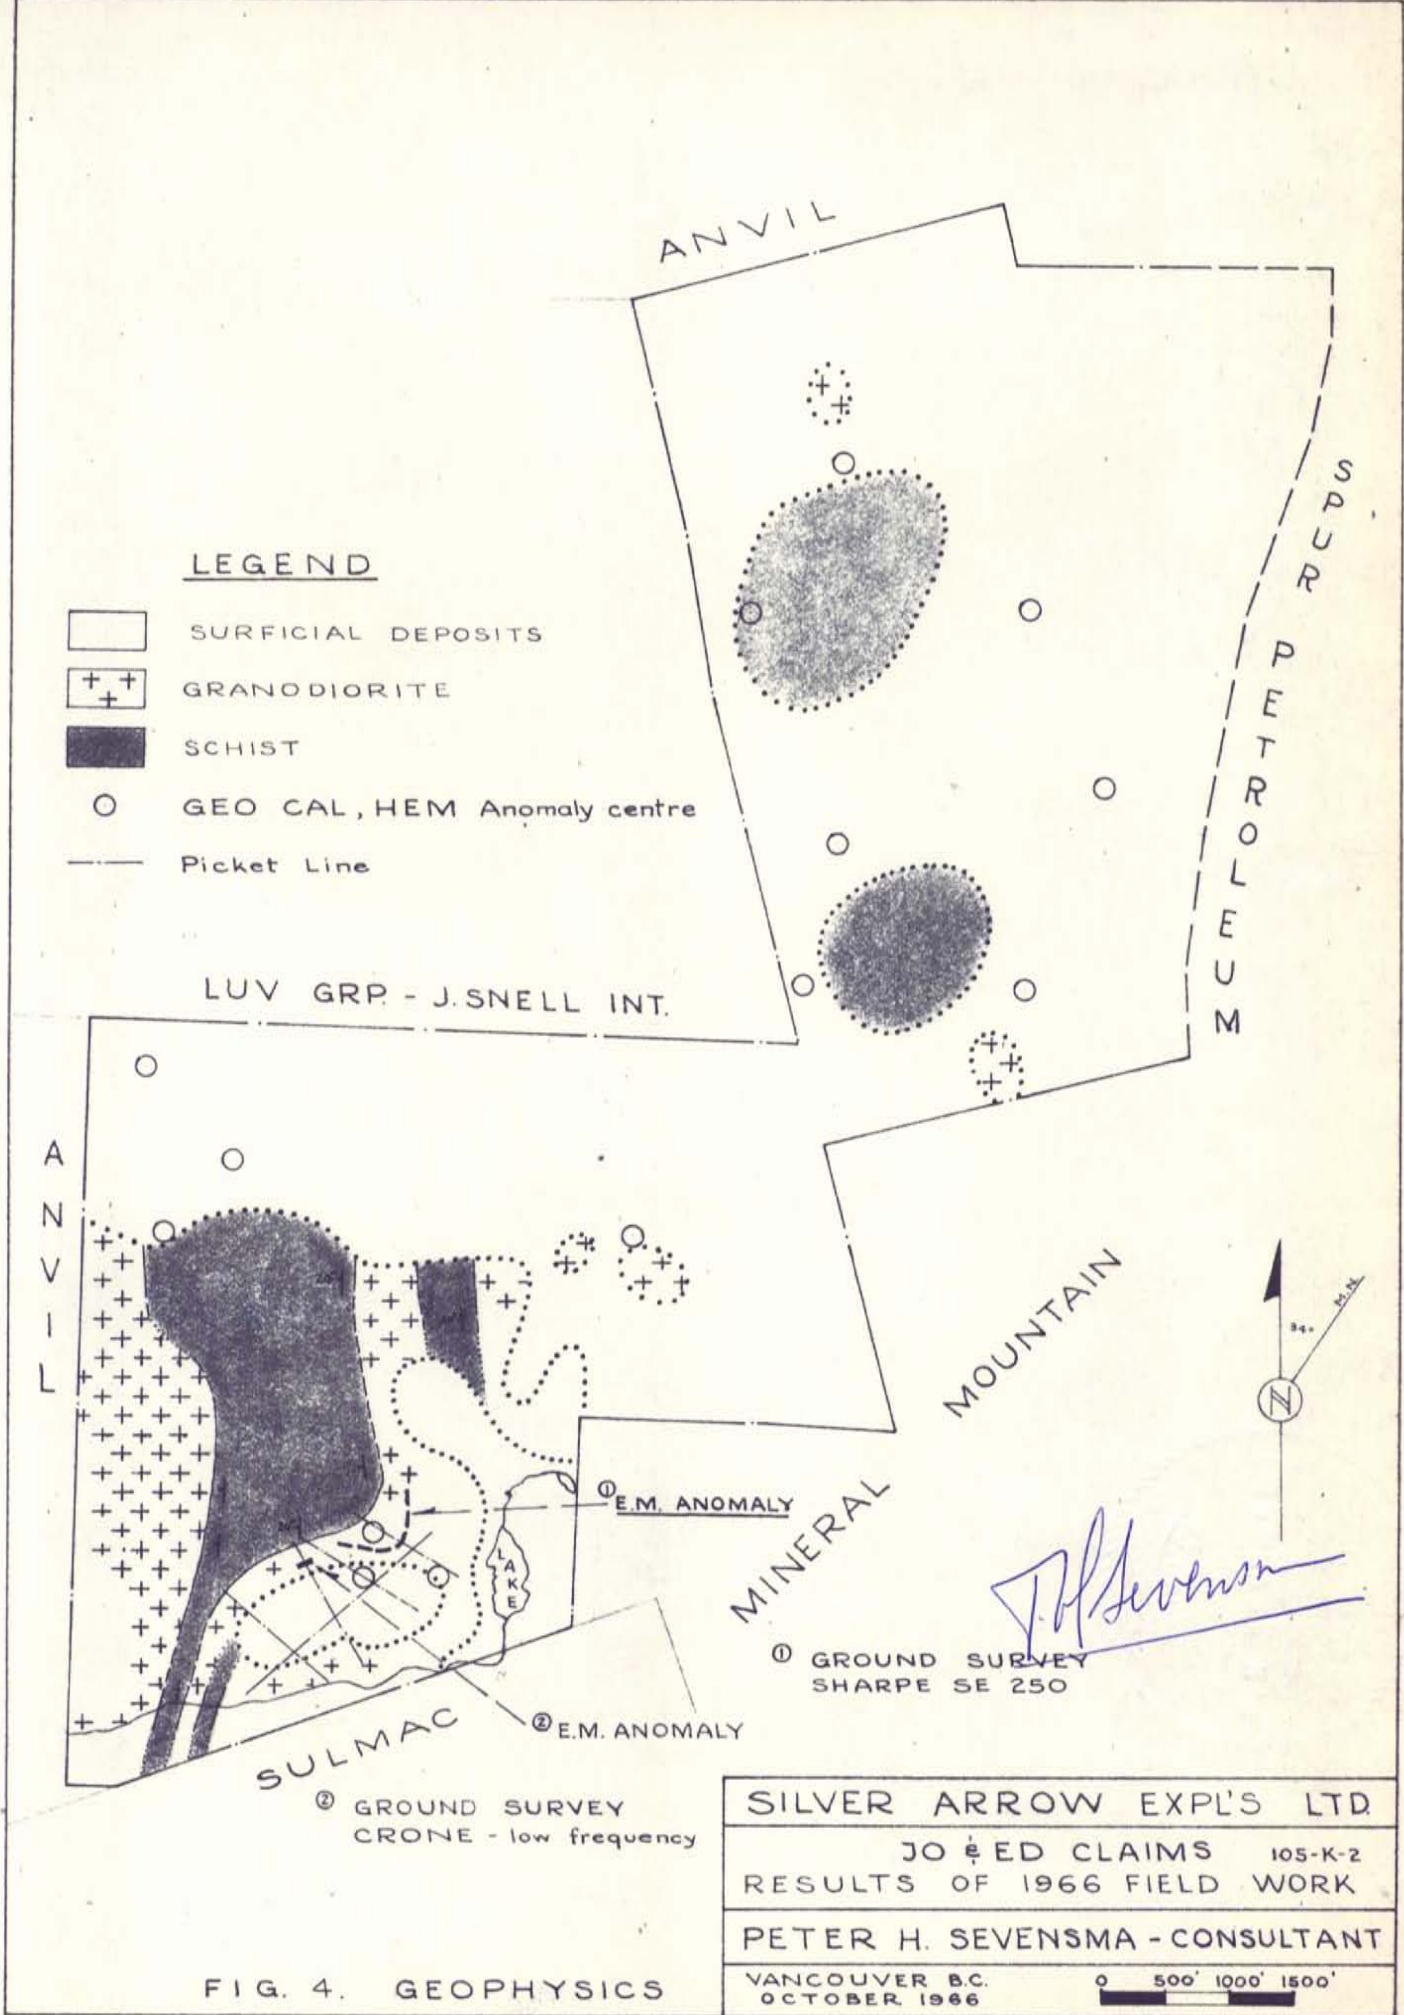 ANVIL
SPUR PETROLEUM
LEGEND
SURFICIAL DEPOSITS
GRANODIORITE
SCHIST
GEO CAL, HEM Anomaly centre
Picket Line
LUV GRP. - J. SNELL INT.
ANVIL
MINERAL MOUNTAIN
M.N.
34°
N
① E.M. ANOMALY
LAKE
P.H. Sevensma
① GROUND SURVEY
SHARPE SE 250
② E.M. ANOMALY
SULMAC
② GROUND SURVEY
CRONE - low frequency
SILVER ARROW EXPL'S LTD.
JO & ED CLAIMS 105-K-2
RESULTS OF 1966 FIELD WORK
PETER H. SEVENSMA - CONSULTANT
VANCOUVER B.C.
OCTOBER 1966
0 500' 1000' 1500'
FIG. 4. GEOPHYSICS